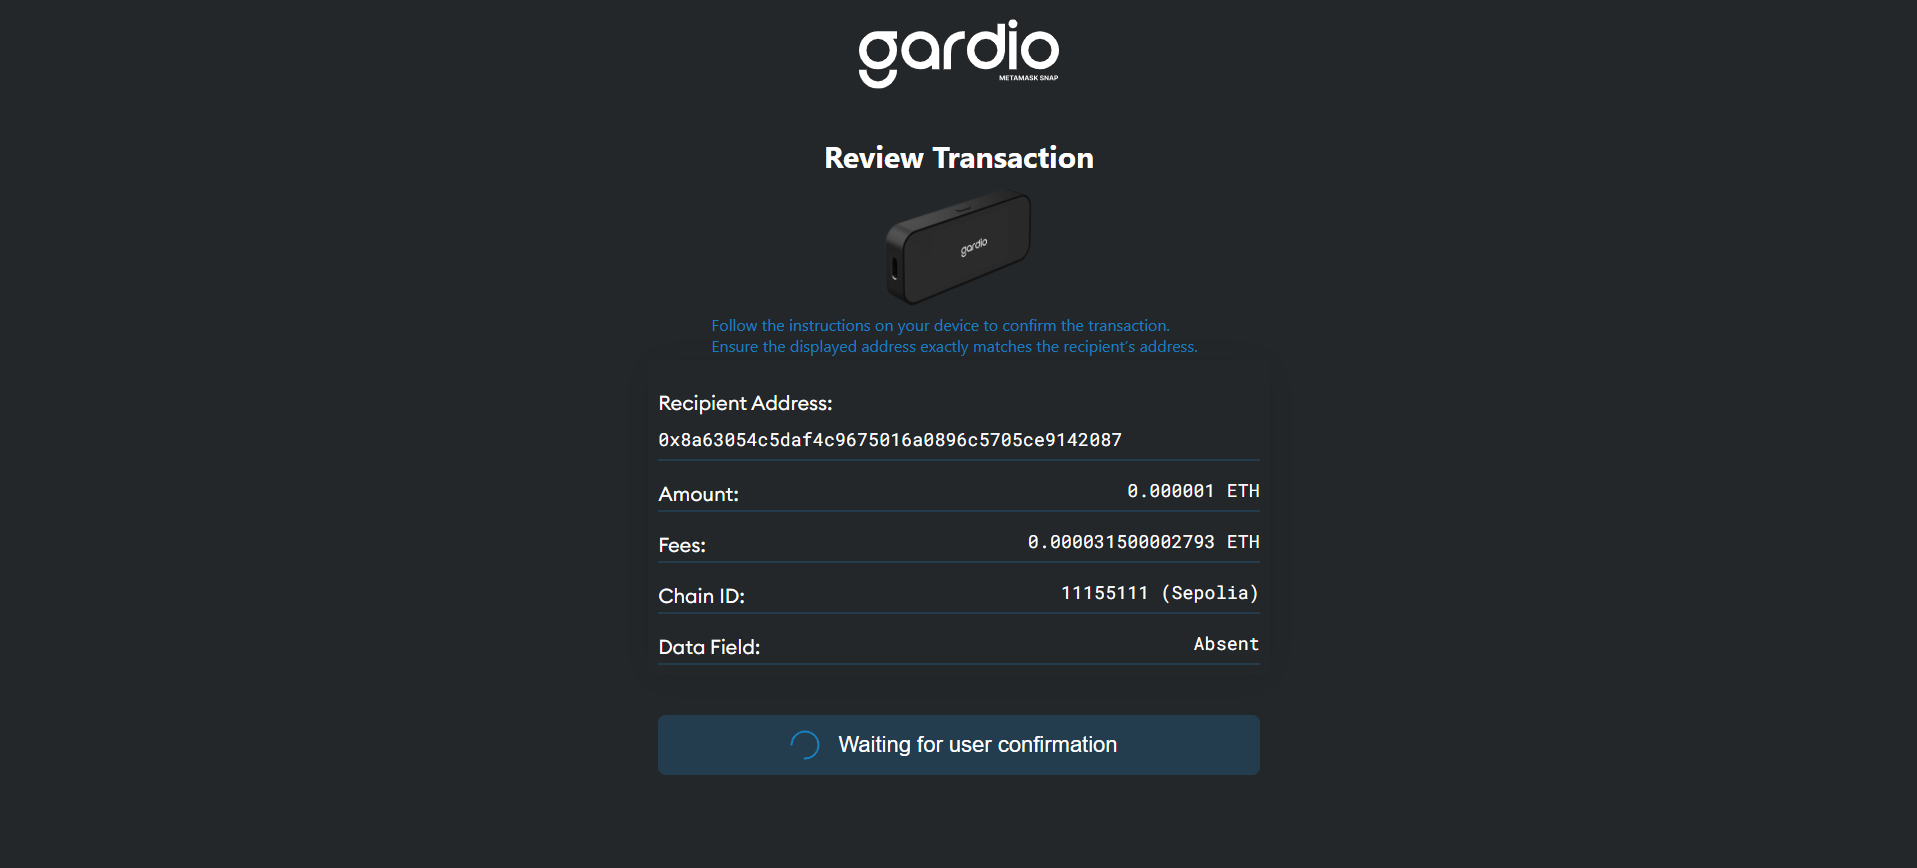 gardio
METAMASK SNAP
Review Transaction
gardio
Follow the instructions on your device to confirm the transaction.
Ensure the displayed address exactly matches the recipient's address.
Recipient Address:
0x8a63054c5daf4c9675016a0896c5705ce9142087
Amount: 0.000001 ETH
Fees: 0.000031500002793 ETH
Chain ID: 11155111 (Sepolia)
Data Field: Absent
Waiting for user confirmation